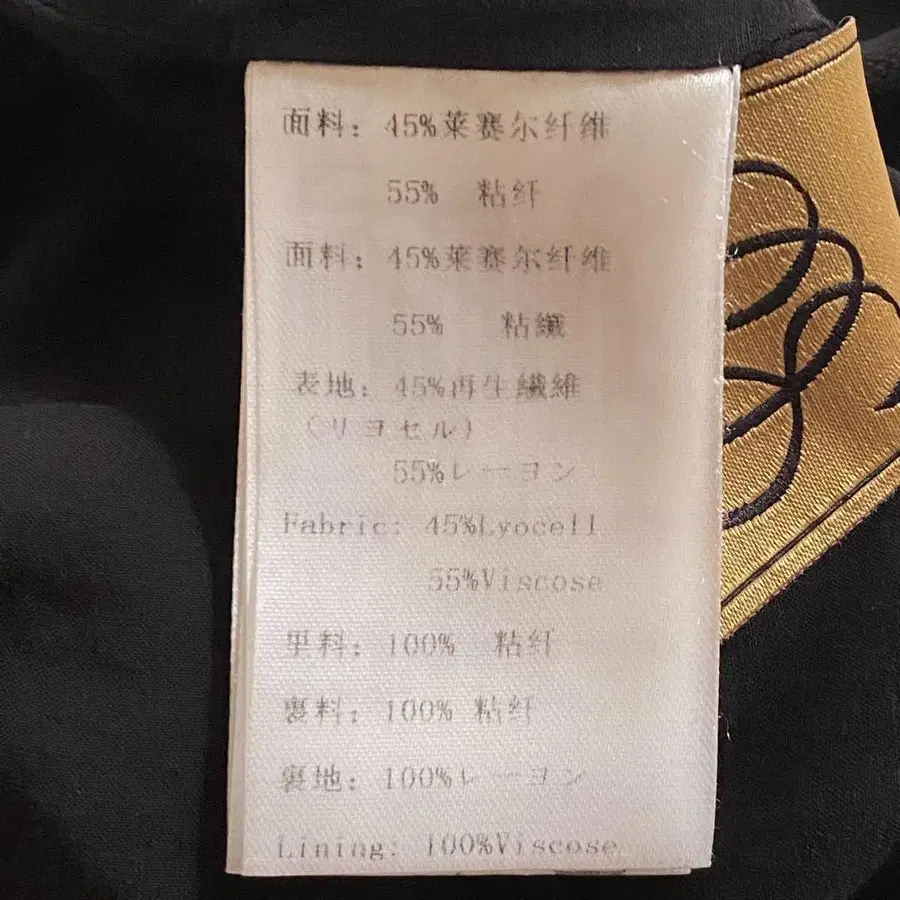 面料：45%莱赛尔纤维
55% 粘纤
面料：45%莱赛尔纤维
55% 粘纖
表地：45%再生繊維
（リヨセル）
55%レーヨン
Fabric: 45%Lyocell
55%Viscose
里料：100% 粘纤
裏料：100% 粘纤
裏地：100%レーヨン
Lining: 100%Viscose